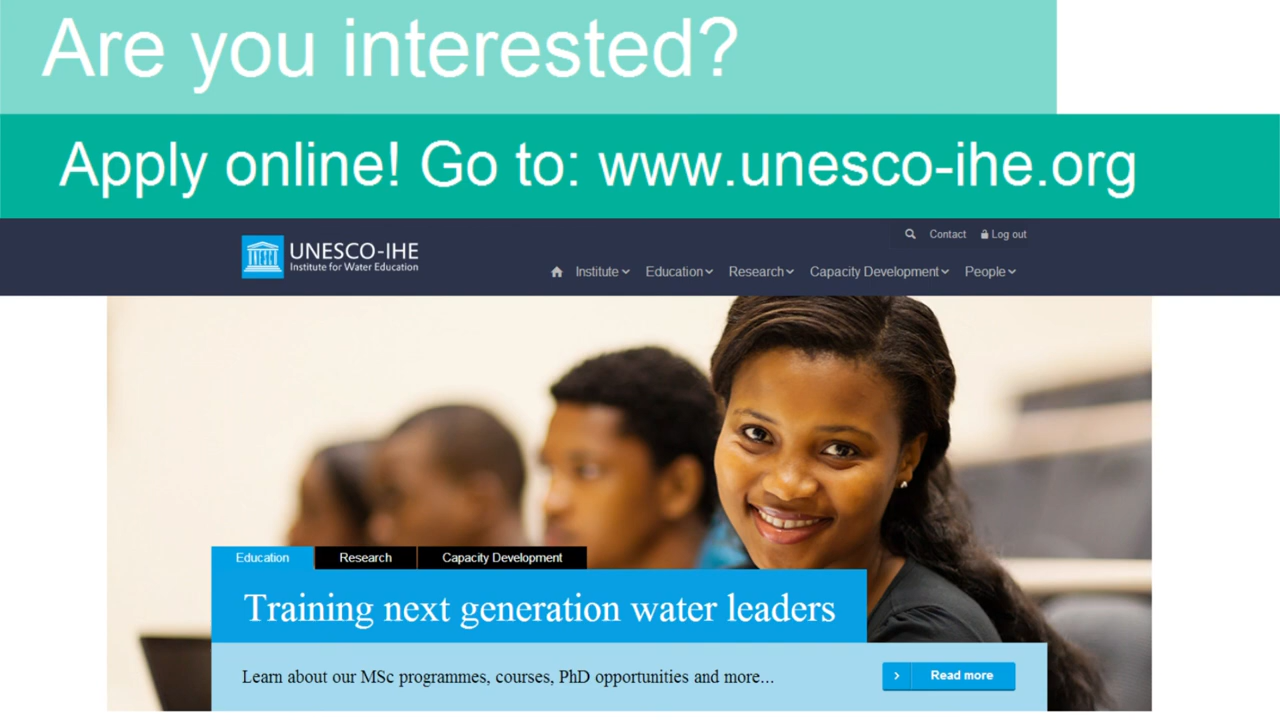 Are you interested?
Apply online! Go to: www.unesco-ihe.org
Contact Log out
UNESCO-IHE
Institute for Water Education
Institute Education Research Capacity Development People
Education Research Capacity Development
Training next generation water leaders
Learn about our MSc programmes, courses, PhD opportunities and more...
Read more